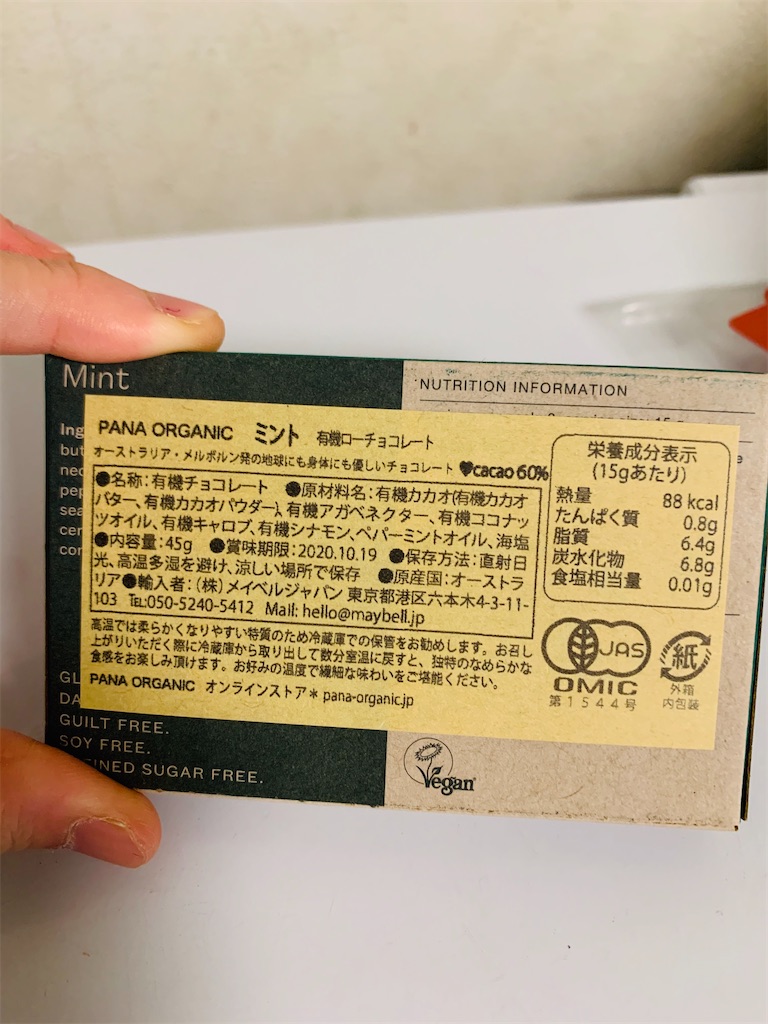 Mint
NUTRITION INFORMATION
PANA ORGANIC ミント 有機ローチョコレート
オーストラリア・メルボルン発の地球にも身体にも優しいチョコレート ♥cacao 60%
●名称:有機チョコレート ●原材料名:有機カカオ(有機カカオ
バター、有機カカオパウダー)、有機アガベネクター、有機ココナッ
ツオイル、有機キャロブ、有機シナモン、ペパーミントオイル、海塩
●内容量:45g ●賞味期限:2020.10.19 ●保存方法:直射日
光、高温多湿を避け、涼しい場所で保存 ●原産国:オーストラ
リア●輸入者:(株)メイベルジャパン 東京都港区六本木4-3-11-
103 TEL:050-5240-5412 Mail: hello@maybell.jp
高温では柔らかくなりやすい特質のため冷蔵庫での保管をお勧めします。お召し
上がりいただく際に冷蔵庫から取り出して数分室温に戻すと、独特のなめらかな
食感をお楽しみ頂けます。お好みの温度で繊細な味わいをご堪能ください。
PANA ORGANIC オンラインストア＊pana-organic.jp
栄養成分表示
(15gあたり)
熱量 88 kcal
たんぱく質 0.8g
脂質 6.4g
炭水化物 6.8g
食塩相当量 0.01g
JAS
OMIC
第1544号
紙
外箱
内包装
GUILT FREE.
SOY FREE.
SUGAR FREE.
Vegan